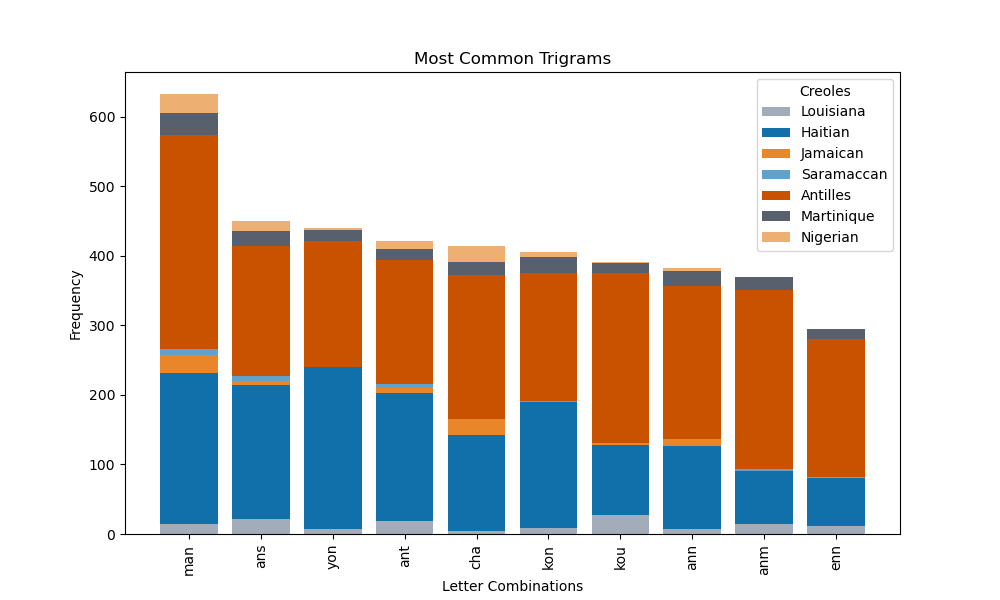 Most Common Trigrams
Creoles
Louisiana
Haitian
Jamaican
Saramaccan
Antilles
Martinique
Nigerian
Frequency
600
500
400
300
200
100
0
man
ans
yon
ant
cha
kon
kou
ann
anm
enn
Letter Combinations